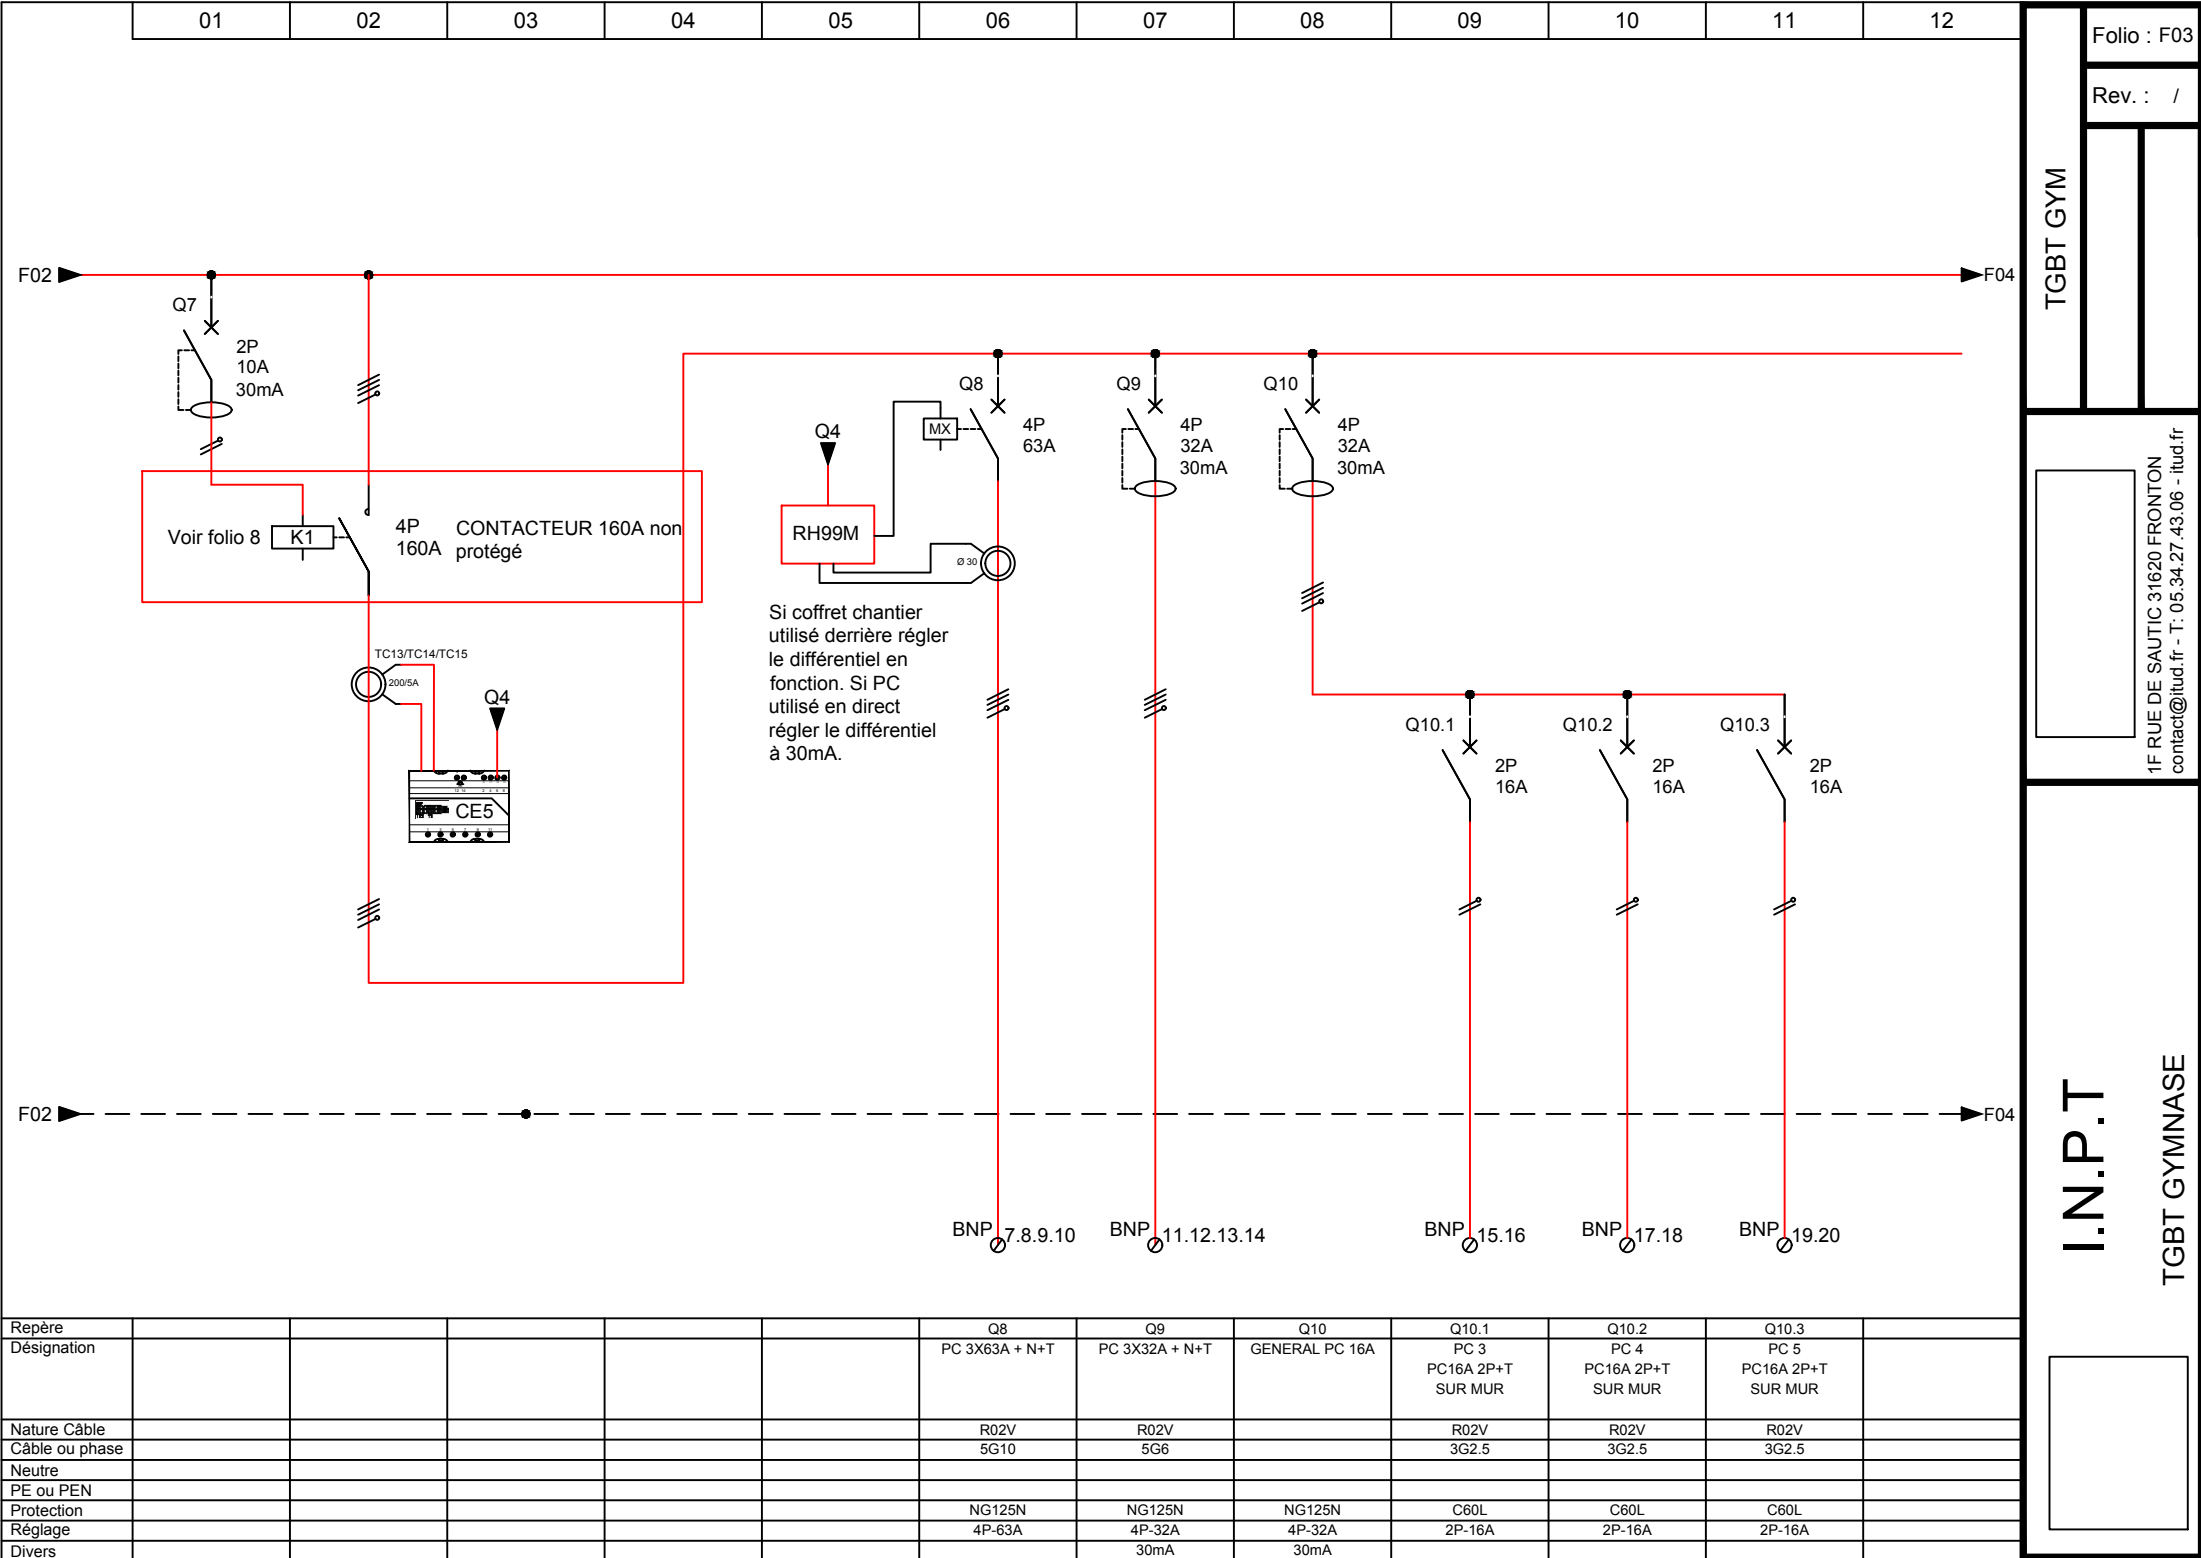 01 02 03 04 05 06 07 08 09 10 11 12
Folio : F03
Rev. : /
TGBT GYM
1F RUE DE SAUTIC 31620 FRONTON
contact@itud.fr - T: 05.34.27.43.06 - itud.fr
I.N.P.T
TGBT GYMNASE
F02
F04
Q7
2P
10A
30mA
Voir folio 8
K1
4P
160A
CONTACTEUR 160A non
protégé
TC13/TC14/TC15
200/5A
Q4
CE5
Q4
RH99M
MX
Ø 30
Si coffret chantier
utilisé derrière régler
le différentiel en
fonction. Si PC
utilisé en direct
régler le différentiel
à 30mA.
Q8
4P
63A
Q9
4P
32A
30mA
Q10
4P
32A
30mA
Q10.1
2P
16A
Q10.2
2P
16A
Q10.3
2P
16A
F02
F04
BNP 7.8.9.10
BNP 11.12.13.14
BNP 15.16
BNP 17.18
BNP 19.20
Repère Q8 Q9 Q10 Q10.1 Q10.2 Q10.3
Désignation PC 3X63A + N+T PC 3X32A + N+T GENERAL PC 16A PC 3 PC 4 PC 5
PC16A 2P+T PC16A 2P+T PC16A 2P+T
SUR MUR SUR MUR SUR MUR
Nature Câble R02V R02V R02V R02V R02V
Câble ou phase 5G10 5G6 3G2.5 3G2.5 3G2.5
Neutre
PE ou PEN
Protection NG125N NG125N NG125N C60L C60L C60L
Réglage 4P-63A 4P-32A 4P-32A 2P-16A 2P-16A 2P-16A
Divers 30mA 30mA